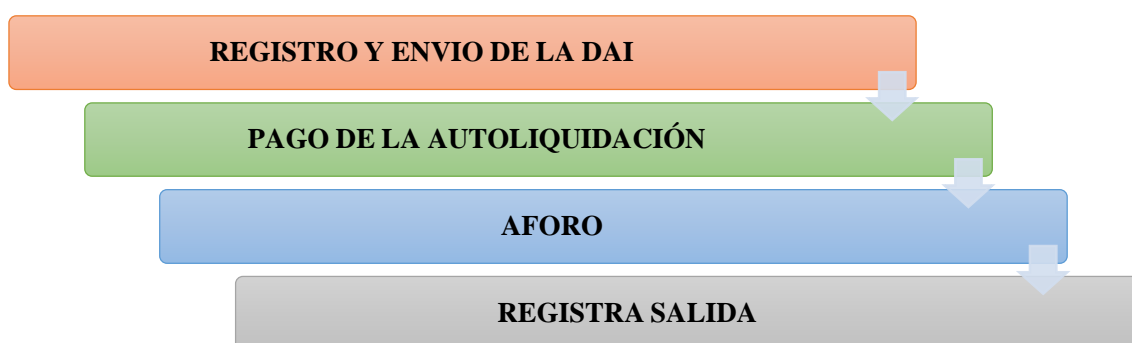 REGISTRO Y ENVIO DE LA DAI
PAGO DE LA AUTOLIQUIDACIÓN
AFORO
REGISTRA SALIDA